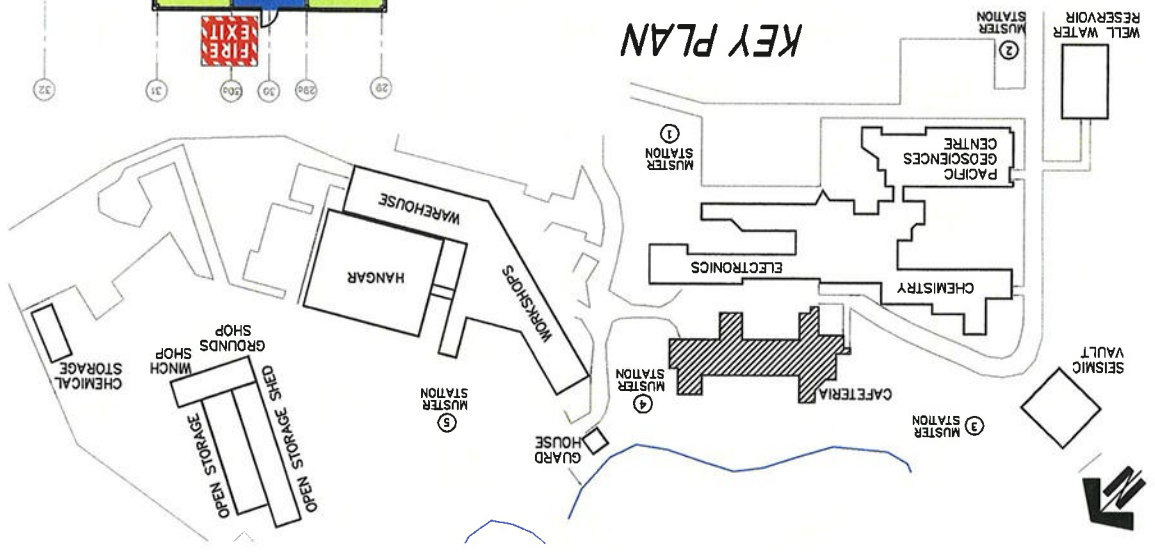 N
OPEN STORAGE SHED
OPEN STORAGE
GUARD
HOUSE
3
MUSTER
STATION
5
MUSTER
STATION
4
MUSTER
STATION
CAFETERIA
SEISMIC
VAULT
CHEMICAL
STORAGE
WINCH
SHOP
GROUNDS
SHOP
WORKSHOPS
CHEMISTRY
ELECTRONICS
HANGAR
WAREHOUSE
PACIFIC
GEOSCIENCES
CENTRE
MUSTER
STATION
1
29
29a
30
30a
31
32
2
MUSTER
STATION
WELL WATER
RESERVOIR
KEY PLAN
FIRE
EXIT